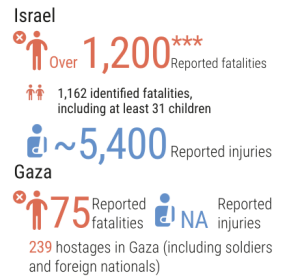 Israel
Over 1,200*** Reported fatalities
1,162 identified fatalities,
including at least 31 children
~5,400 Reported injuries
Gaza
75 Reported fatalities NA Reported injuries
239 hostages in Gaza (including soldiers
and foreign nationals)